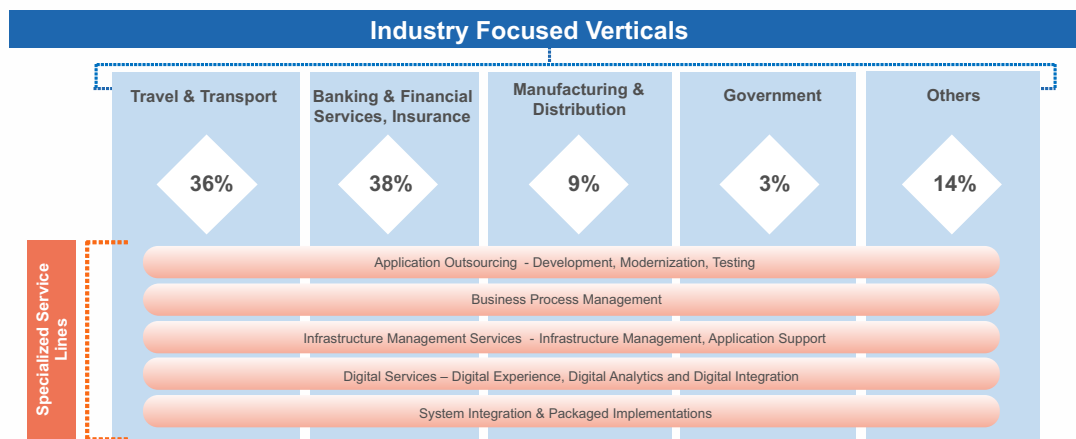 Industry Focused Verticals
Travel & Transport
Banking & Financial
Services, Insurance
Manufacturing &
Distribution
Government
Others
36%
38%
9%
3%
14%
Specialized Service
Lines
Application Outsourcing - Development, Modernization, Testing
Business Process Management
Infrastructure Management Services - Infrastructure Management, Application Support
Digital Services – Digital Experience, Digital Analytics and Digital Integration
System Integration & Packaged Implementations